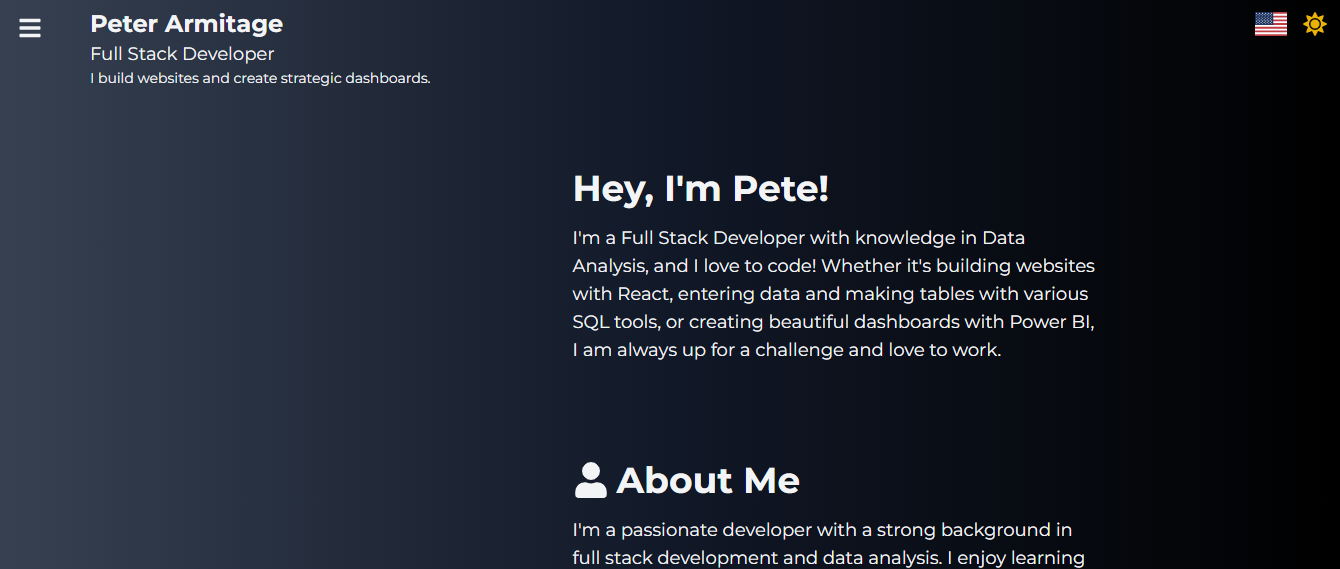 Peter Armitage
Full Stack Developer
I build websites and create strategic dashboards.
Hey, I'm Pete!
I'm a Full Stack Developer with knowledge in Data
Analysis, and I love to code! Whether it's building websites
with React, entering data and making tables with various
SQL tools, or creating beautiful dashboards with Power BI,
I am always up for a challenge and love to work.
About Me
I'm a passionate developer with a strong background in
full stack development and data analysis. I enjoy learning